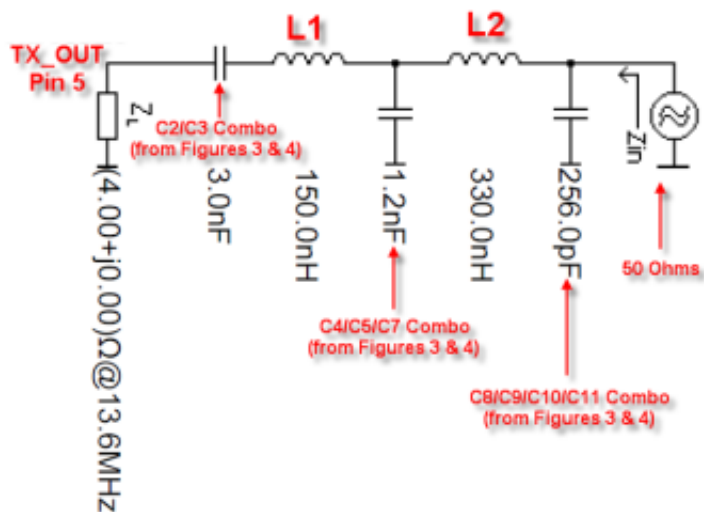 L1
L2
TX_OUT
Pin 5
ZL
C2/C3 Combo
(from Figures 3 & 4)
Zin
(4.00+j0.00)Ω@13.6MHz
3.0nF
150.0nH
1.2nF
330.0nH
256.0pF
50 Ohms
C4/C5/C7 Combo
(from Figures 3 & 4)
C8/C9/C10/C11 Combo
(from Figures 3 & 4)